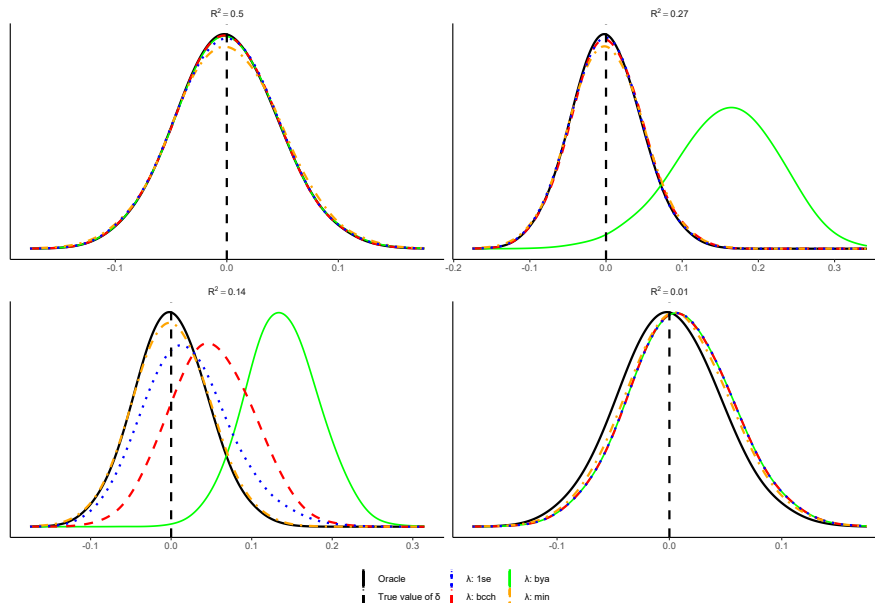 R² = 0.5
R² = 0.27
-0.1 0.0 0.1
-0.2 -0.1 0.0 0.1 0.2 0.3
R² = 0.14
R² = 0.01
-0.1 0.0 0.1 0.2 0.3
-0.1 0.0 0.1
Oracle λ: 1se λ: bya
True value of δ λ: bcch λ: min